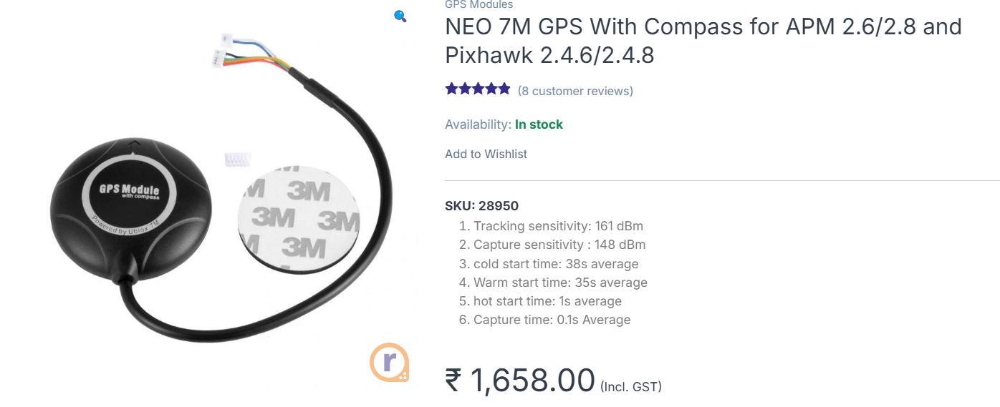 GPS Modules
NEO 7M GPS With Compass for APM 2.6/2.8 and
Pixhawk 2.4.6/2.4.8
(8 customer reviews)
Availability: In stock
Add to Wishlist
SKU: 28950
1. Tracking sensitivity: 161 dBm
2. Capture sensitivity : 148 dBm
3. cold start time: 38s average
4. Warm start time: 35s average
5. hot start time: 1s average
6. Capture time: 0.1s Average
₹ 1,658.00 (Incl. GST)
GPS Module
with compass
Powered by Ublox 7M
3M
3M 3M
3M
r